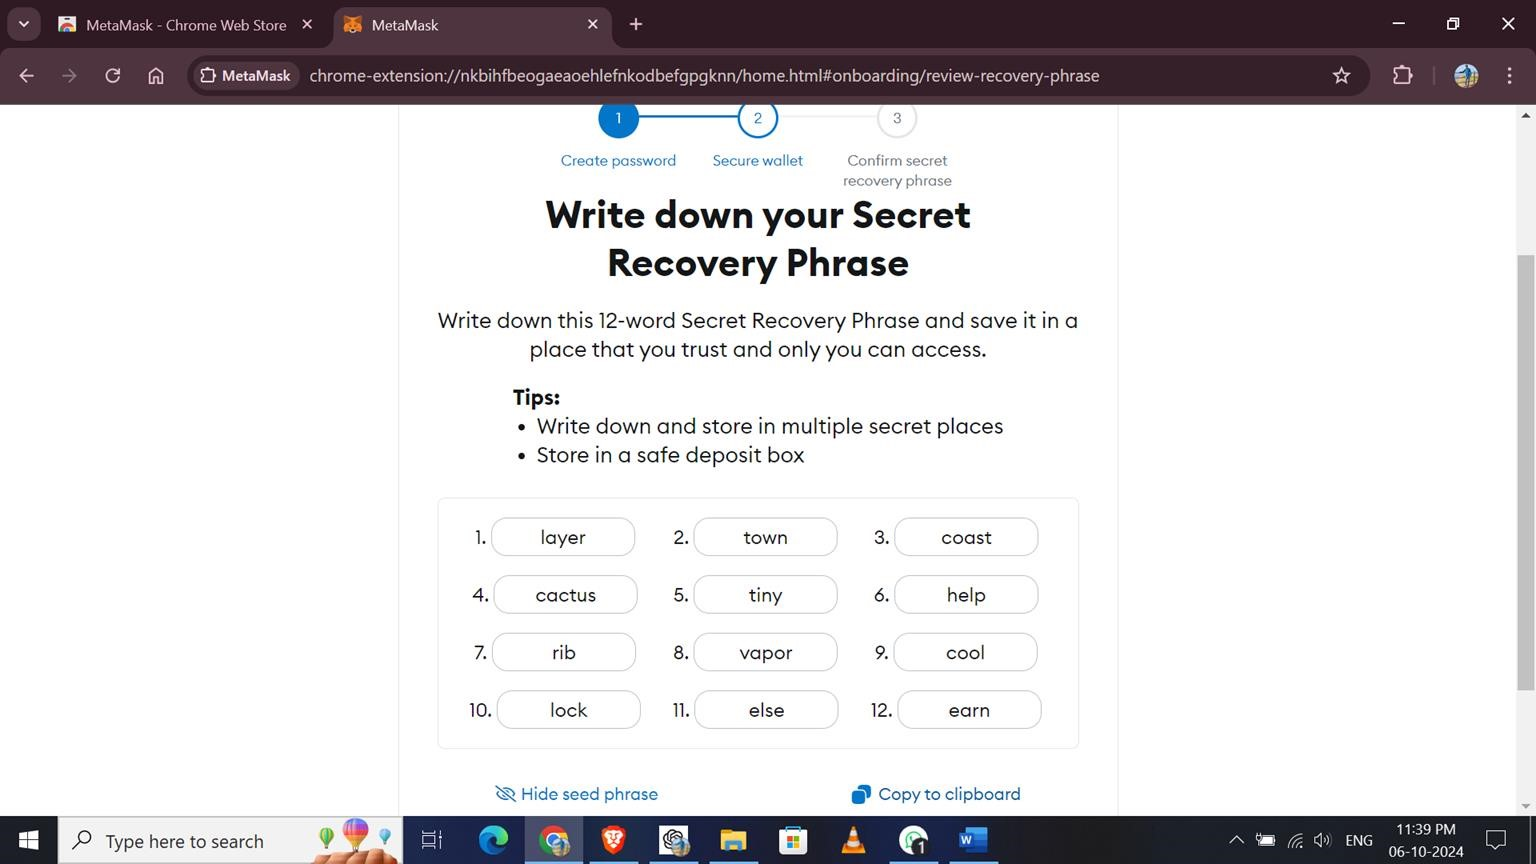 MetaMask - Chrome Web Store
MetaMask
MetaMask
chrome-extension://nkbihfbeogaeaoehlefnkodbefgpgknn/home.html#onboarding/review-recovery-phrase
1
2
3
Create password
Secure wallet
Confirm secret
recovery phrase
Write down your Secret
Recovery Phrase
Write down this 12-word Secret Recovery Phrase and save it in a
place that you trust and only you can access.
Tips:
• Write down and store in multiple secret places
• Store in a safe deposit box
1. layer 2. town 3. coast
4. cactus 5. tiny 6. help
7. rib 8. vapor 9. cool
10. lock 11. else 12. earn
Hide seed phrase
Copy to clipboard
Type here to search
1
W
ENG
11:39 PM
06-10-2024